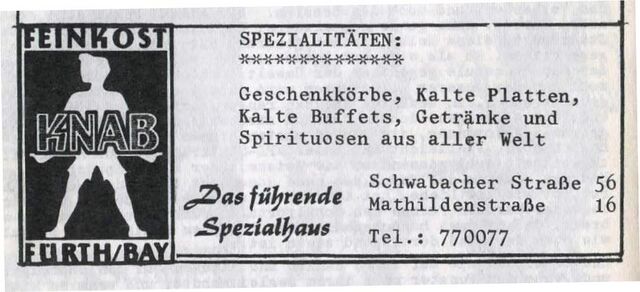 FEINKOST
KNAB
FÜRTH/BAY
SPEZIALITÄTEN:
**************
Geschenkkörbe, Kalte Platten,
Kalte Buffets, Getränke und
Spirituosen aus aller Welt
Das führende
Spezialhaus
Schwabacher Straße 56
Mathildenstraße 16
Tel.: 770077